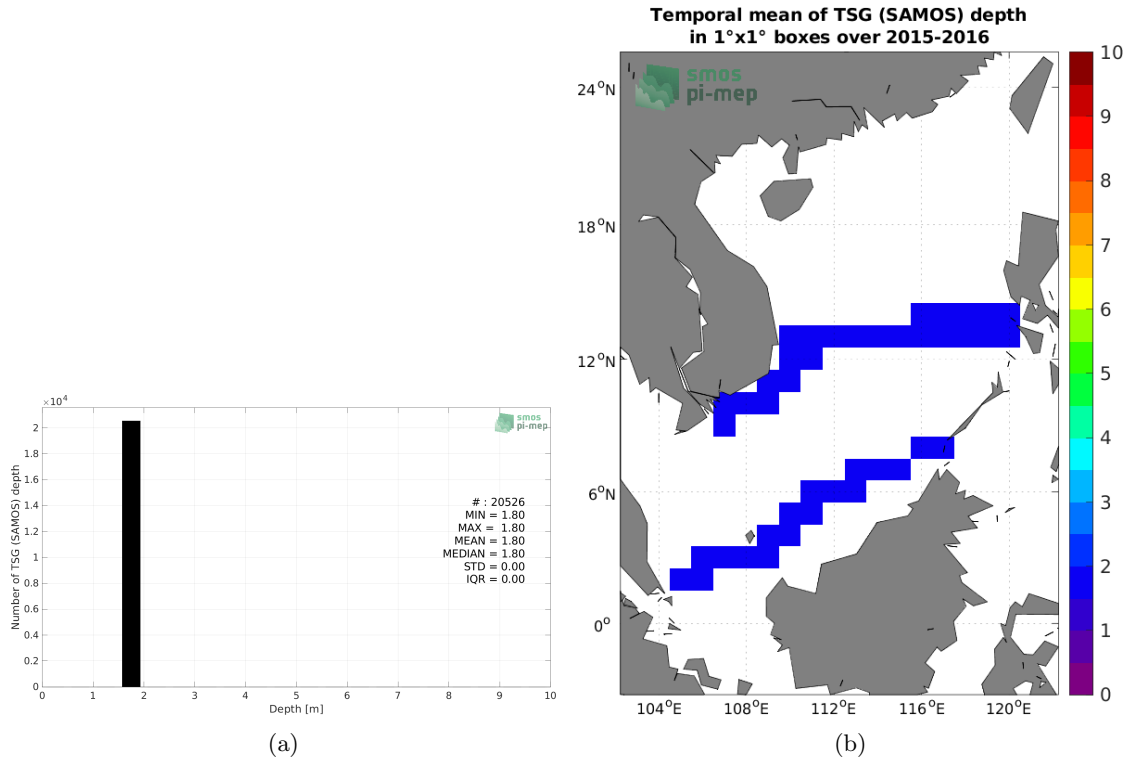 ×10⁴
Number of TSG (SAMOS) depth
2
1.8
1.6
1.4
1.2
1
0.8
0.6
0.4
0.2
0
0 1 2 3 4 5 6 7 8 9 10
Depth [m]
smos
pi-mep
# : 20526
MIN = 1.80
MAX = 1.80
MEAN = 1.80
MEDIAN = 1.80
STD = 0.00
IQR = 0.00
(a)
Temporal mean of TSG (SAMOS) depth
in 1°x1° boxes over 2015-2016
smos
pi-mep
24°N
18°N
12°N
6°N
0°
104°E 108°E 112°E 116°E 120°E
10
9
8
7
6
5
4
3
2
1
0
(b)